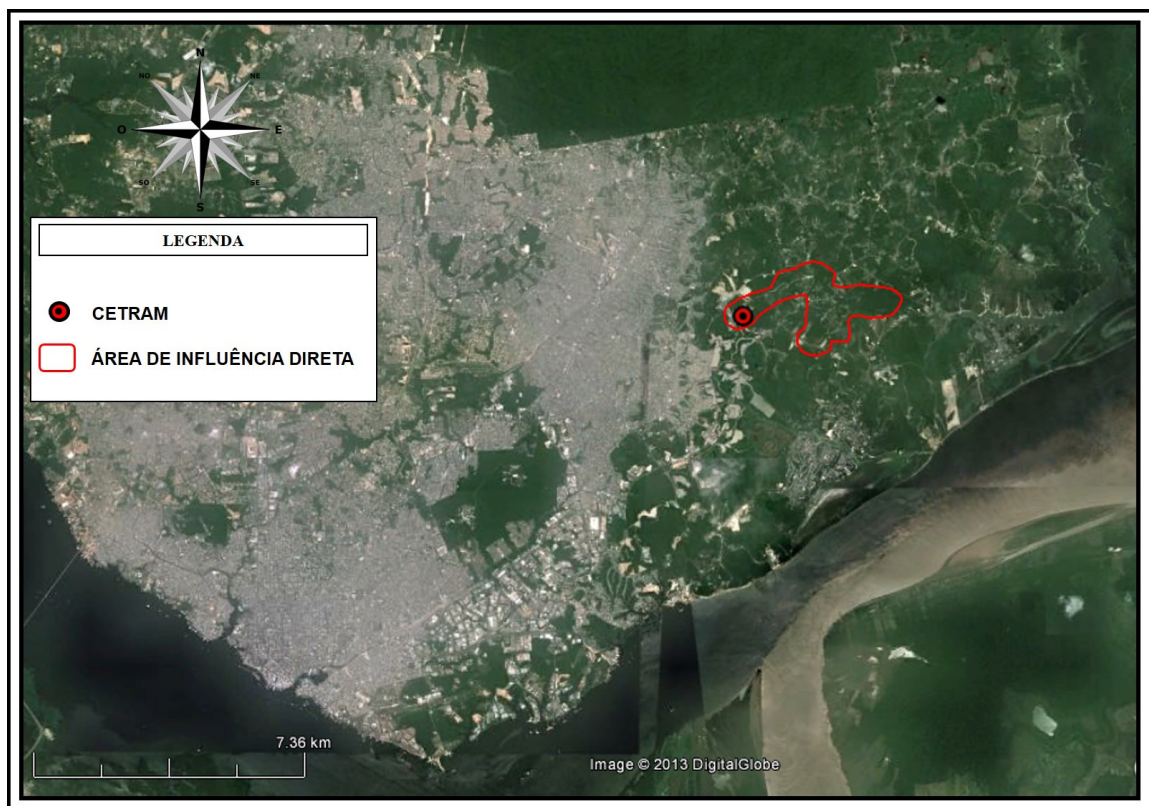 N
NO
NE
O
E
SO
SE
S
LEGENDA
CETRAM
ÁREA DE INFLUÊNCIA DIRETA
7.36 km
Image © 2013 DigitalGlobe